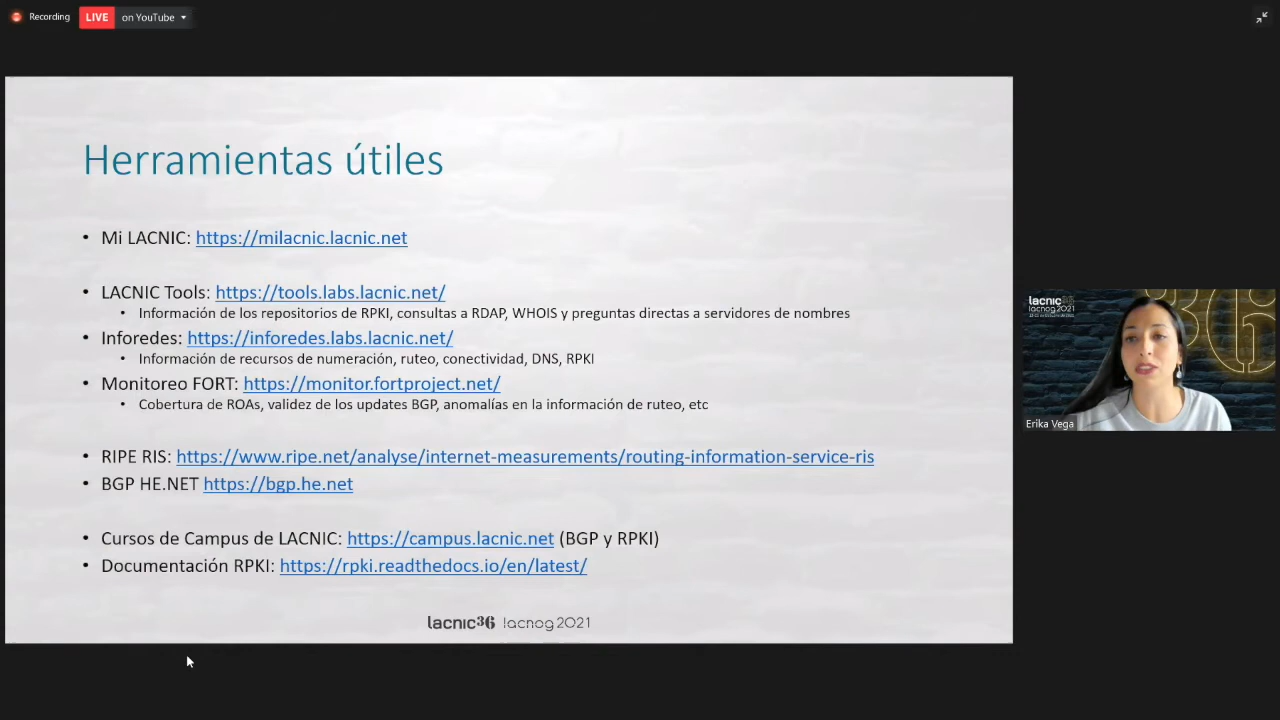 Recording
LIVE on YouTube
Herramientas útiles
• Mi LACNIC: https://milacnic.lacnic.net
• LACNIC Tools: https://tools.labs.lacnic.net/
• Información de los repositorios de RPKI, consultas a RDAP, WHOIS y preguntas directas a servidores de nombres
• Inforedes: https://inforedes.labs.lacnic.net/
• Información de recursos de numeración, ruteo, conectividad, DNS, RPKI
• Monitoreo FORT: https://monitor.fortproject.net/
• Cobertura de ROAs, validez de los updates BGP, anomalías en la información de ruteo, etc
• RIPE RIS: https://www.ripe.net/analyse/internet-measurements/routing-information-service-ris
• BGP HE.NET https://bgp.he.net
• Cursos de Campus de LACNIC: https://campus.lacnic.net (BGP y RPKI)
• Documentación RPKI: https://rpki.readthedocs.io/en/latest/
lacnic36 lacnog2021
lacnic36
lacnog2021
Erika Vega